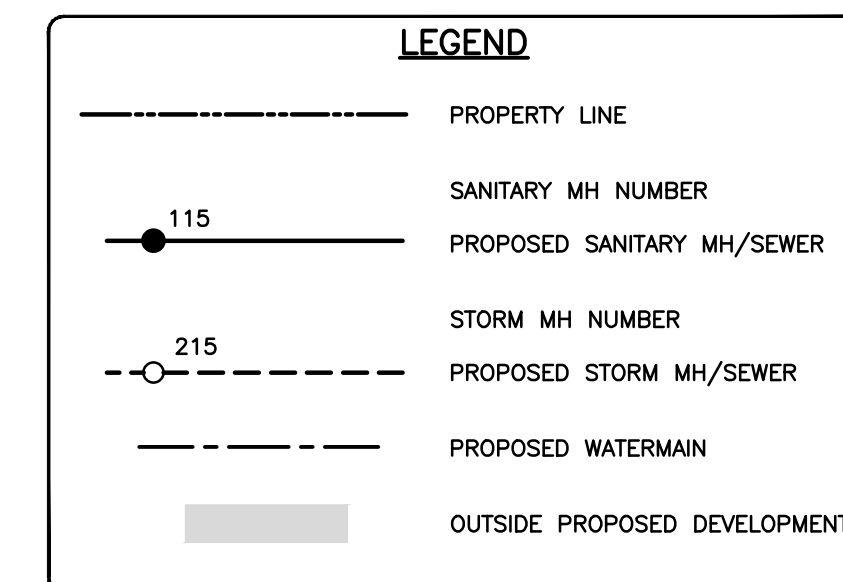 LEGEND
PROPERTY LINE
SANITARY MH NUMBER
115
PROPOSED SANITARY MH/SEWER
STORM MH NUMBER
215
PROPOSED STORM MH/SEWER
PROPOSED WATERMAIN
OUTSIDE PROPOSED DEVELOPMENT